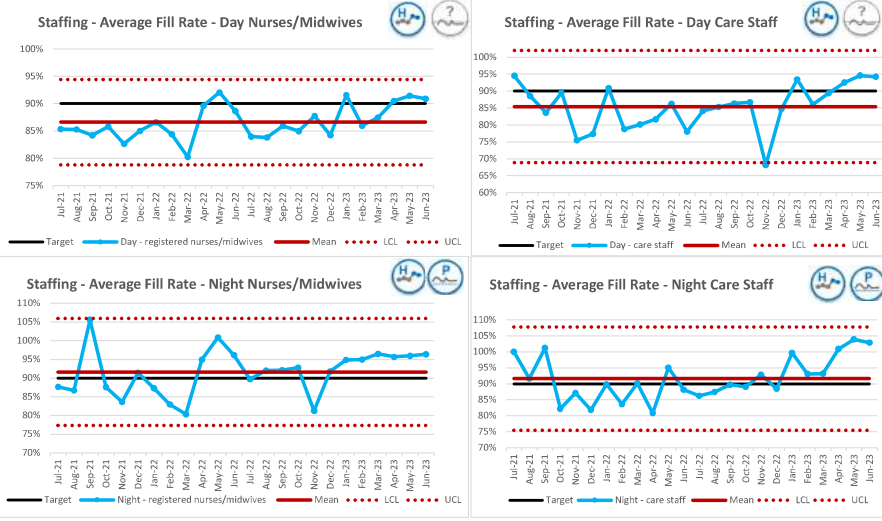 Staffing - Average Fill Rate - Day Nurses/Midwives
H
?
100%
95%
90%
85%
80%
75%
Jul-21 Aug-21 Sep-21 Oct-21 Nov-21 Dec-21 Jan-22 Feb-22 Mar-22 Apr-22 May-22 Jun-22 Jul-22 Aug-22 Sep-22 Oct-22 Nov-22 Dec-22 Jan-23 Feb-23 Mar-23 Apr-23 May-23 Jun-23
Target Day - registered nurses/midwives Mean LCL UCL
Staffing - Average Fill Rate - Day Care Staff
H
?
100%
95%
90%
85%
80%
75%
70%
65%
60%
Jul-21 Aug-21 Sep-21 Oct-21 Nov-21 Dec-21 Jan-22 Feb-22 Mar-22 Apr-22 May-22 Jun-22 Jul-22 Aug-22 Sep-22 Oct-22 Nov-22 Dec-22 Jan-23 Feb-23 Mar-23 Apr-23 May-23 Jun-23
Target Day - care staff Mean LCL UCL
Staffing - Average Fill Rate - Night Nurses/Midwives
H
P
110%
105%
100%
95%
90%
85%
80%
75%
70%
Jul-21 Aug-21 Sep-21 Oct-21 Nov-21 Dec-21 Jan-22 Feb-22 Mar-22 Apr-22 May-22 Jun-22 Jul-22 Aug-22 Sep-22 Oct-22 Nov-22 Dec-22 Jan-23 Feb-23 Mar-23 Apr-23 May-23 Jun-23
Target Night - registered nurses/midwives Mean LCL UCL
Staffing - Average Fill Rate - Night Care Staff
H
P
110%
105%
100%
95%
90%
85%
80%
75%
70%
Jul-21 Aug-21 Sep-21 Oct-21 Nov-21 Dec-21 Jan-22 Feb-22 Mar-22 Apr-22 May-22 Jun-22 Jul-22 Aug-22 Sep-22 Oct-22 Nov-22 Dec-22 Jan-23 Feb-23 Mar-23 Apr-23 May-23 Jun-23
Target Night - care staff Mean LCL UCL